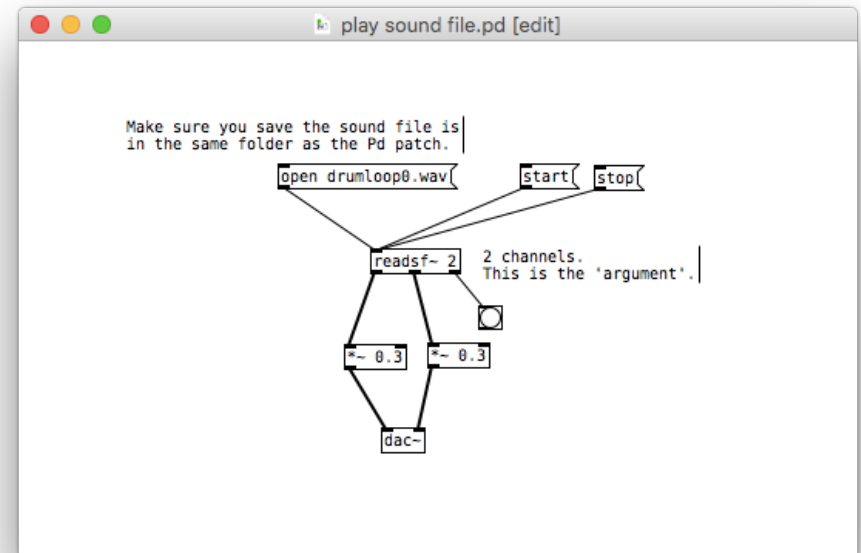 play sound file.pd [edit]
Make sure you save the sound file is
in the same folder as the Pd patch.
open drumloop0.wav
start
stop
readsf~ 2
2 channels.
This is the 'argument'.
*~ 0.3
*~ 0.3
dac~